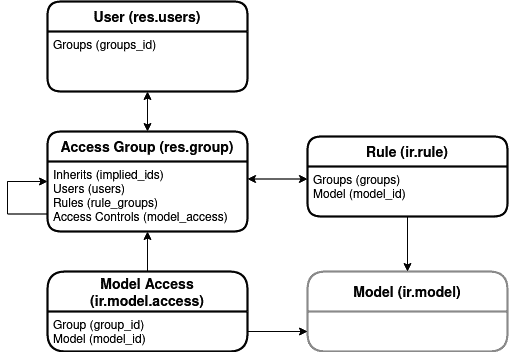 User (res.users)
Groups (groups_id)
Access Group (res.group)
Inherits (implied_ids)
Users (users)
Rules (rule_groups)
Access Controls (model_access)
Rule (ir.rule)
Groups (groups)
Model (model_id)
Model Access
(ir.model.access)
Group (group_id)
Model (model_id)
Model (ir.model)